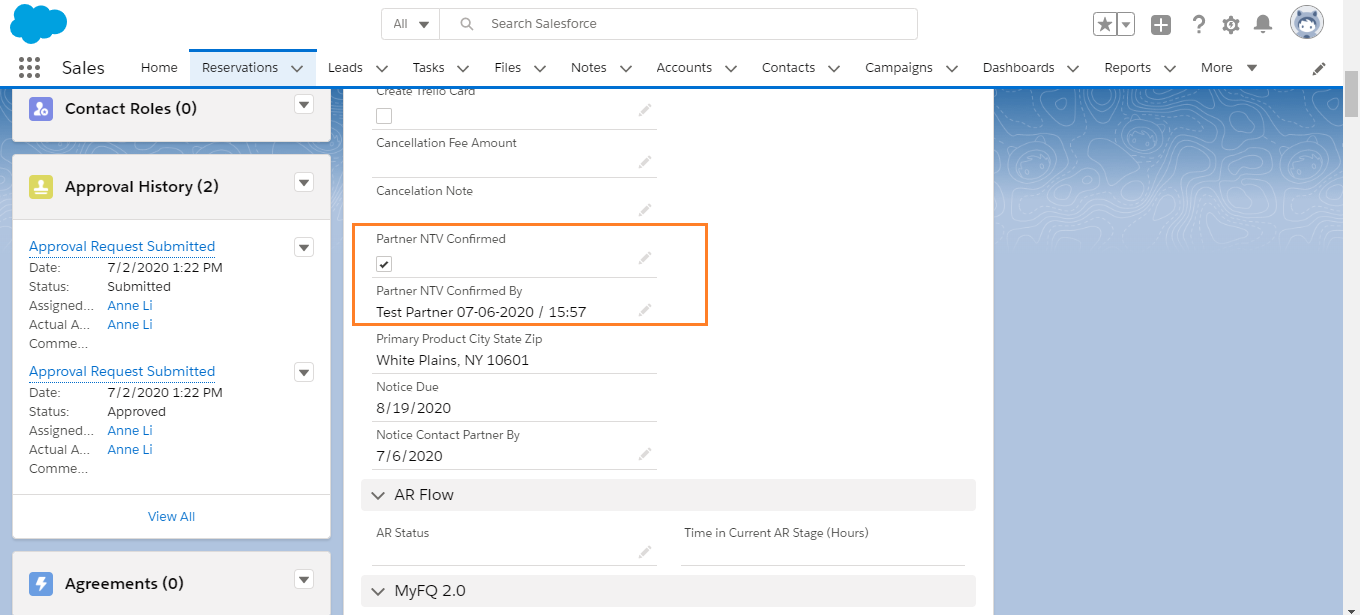 All
Search Salesforce
Sales
Home
Reservations
Leads
Tasks
Files
Notes
Accounts
Contacts
Campaigns
Dashboards
Reports
More
Contact Roles (0)
Approval History (2)
Approval Request Submitted
Date: 7/2/2020 1:22 PM
Status: Submitted
Assigned... Anne Li
Actual A... Anne Li
Comme...
Approval Request Submitted
Date: 7/2/2020 1:22 PM
Status: Approved
Assigned... Anne Li
Actual A... Anne Li
Comme...
View All
Agreements (0)
Create Trello Card
Cancellation Fee Amount
Cancelation Note
Partner NTV Confirmed
Partner NTV Confirmed By
Test Partner 07-06-2020 / 15:57
Primary Product City State Zip
White Plains, NY 10601
Notice Due
8/19/2020
Notice Contact Partner By
7/6/2020
AR Flow
AR Status
Time in Current AR Stage (Hours)
MyFQ 2.0